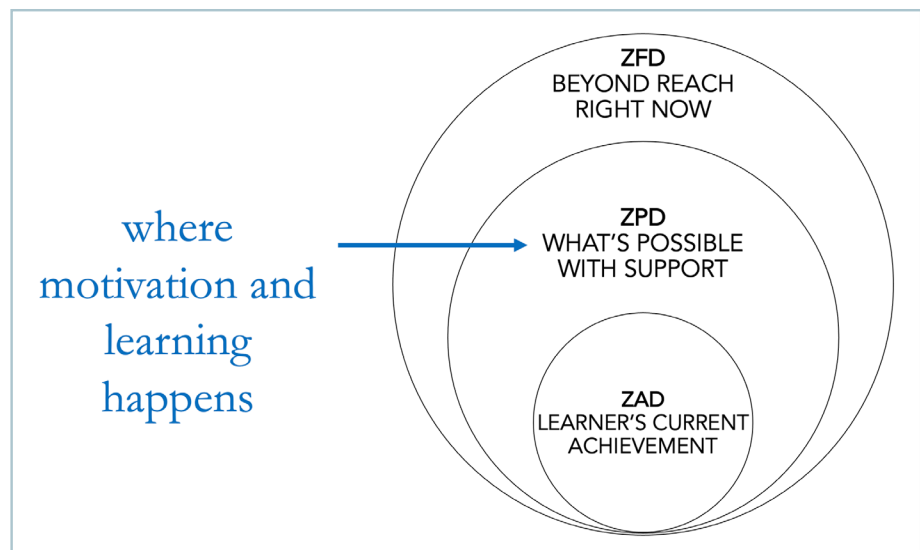 ZFD
BEYOND REACH
RIGHT NOW
where
motivation and
learning
happens
ZPD
WHAT'S POSSIBLE
WITH SUPPORT
ZAD
LEARNER'S CURRENT
ACHIEVEMENT